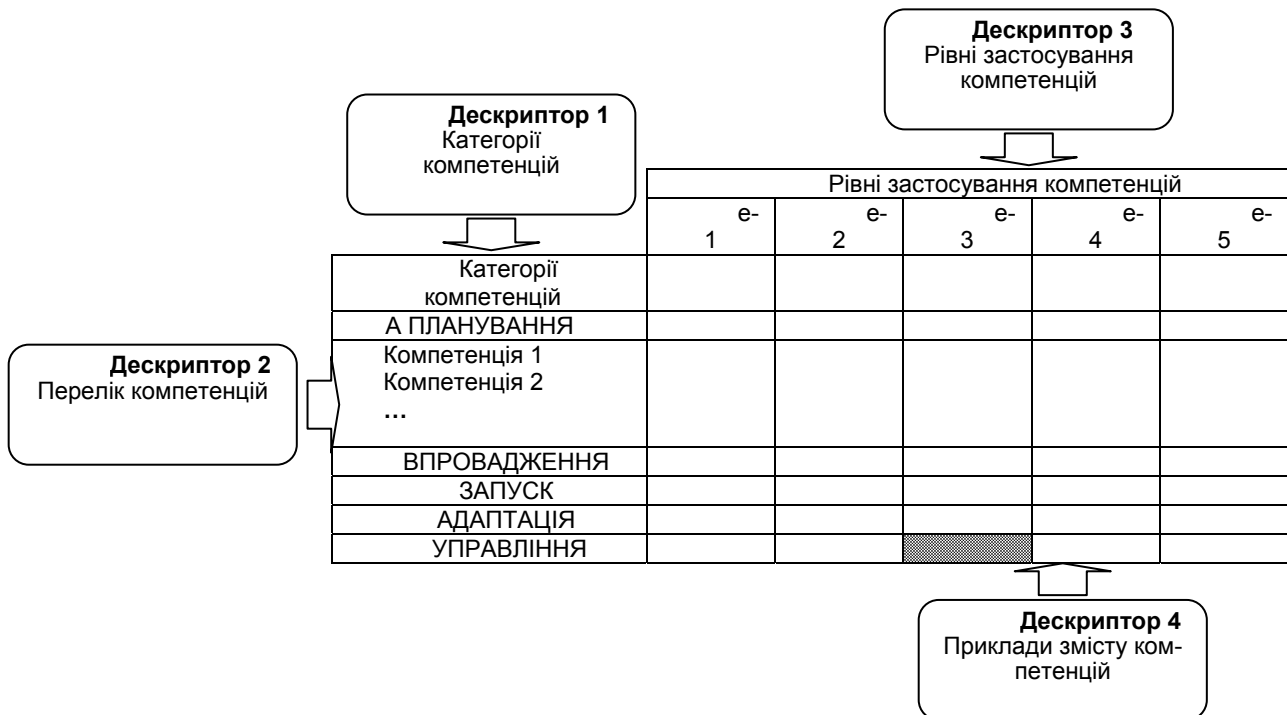 Дескриптор 3
Рівні застосування
компетенцій
Дескриптор 1
Категорії
компетенцій
Рівні застосування компетенцій
е-
1
е-
2
е-
3
е-
4
е-
5
Категорії
компетенцій
А ПЛАНУВАННЯ
Дескриптор 2
Перелік компетенцій
Компетенція 1
Компетенція 2
…
ВПРОВАДЖЕННЯ
ЗАПУСК
АДАПТАЦІЯ
УПРАВЛІННЯ
Дескриптор 4
Приклади змісту ком-
петенцій